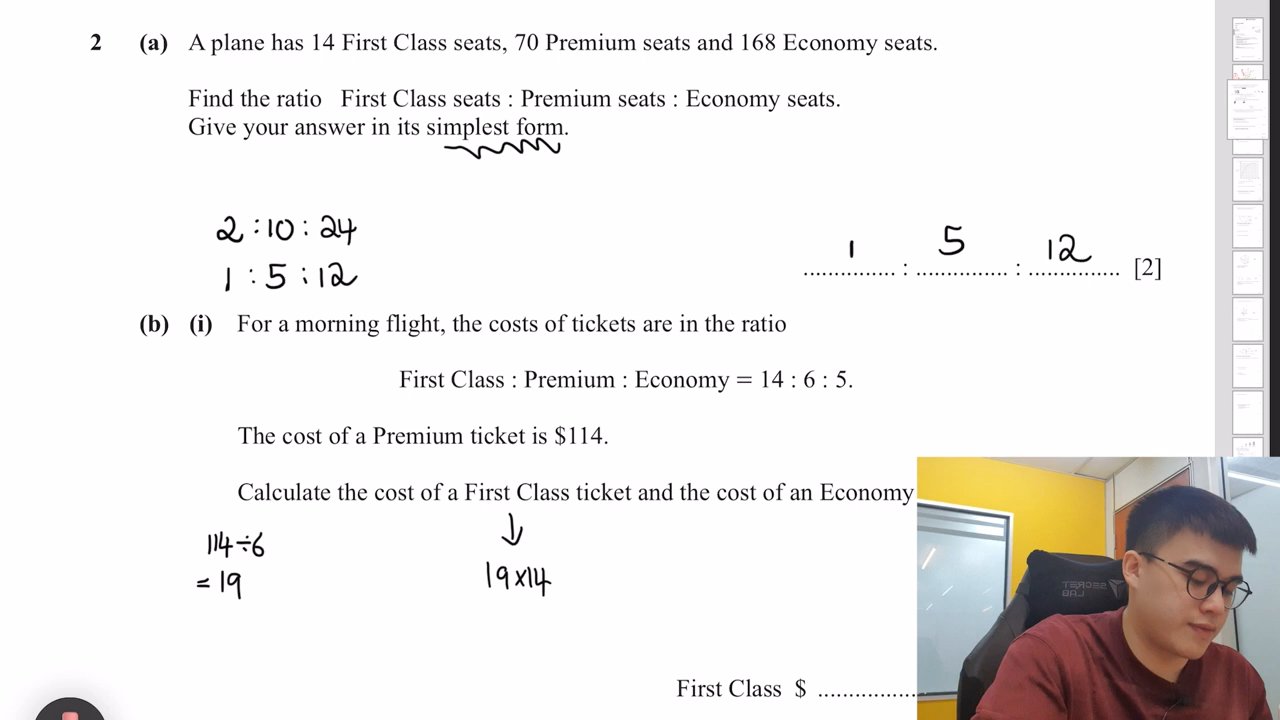 2 (a) A plane has 14 First Class seats, 70 Premium seats and 168 Economy seats.
Find the ratio First Class seats : Premium seats : Economy seats.
Give your answer in its simplest form.
2 : 10 : 24
1 : 5 : 12
1 5 12
............... : ............... : ............... [2]
(b) (i) For a morning flight, the costs of tickets are in the ratio
First Class : Premium : Economy = 14 : 6 : 5.
The cost of a Premium ticket is $114.
Calculate the cost of a First Class ticket and the cost of an Economy
114÷6
= 19
19×14
SECRET
LAB
First Class $ .................